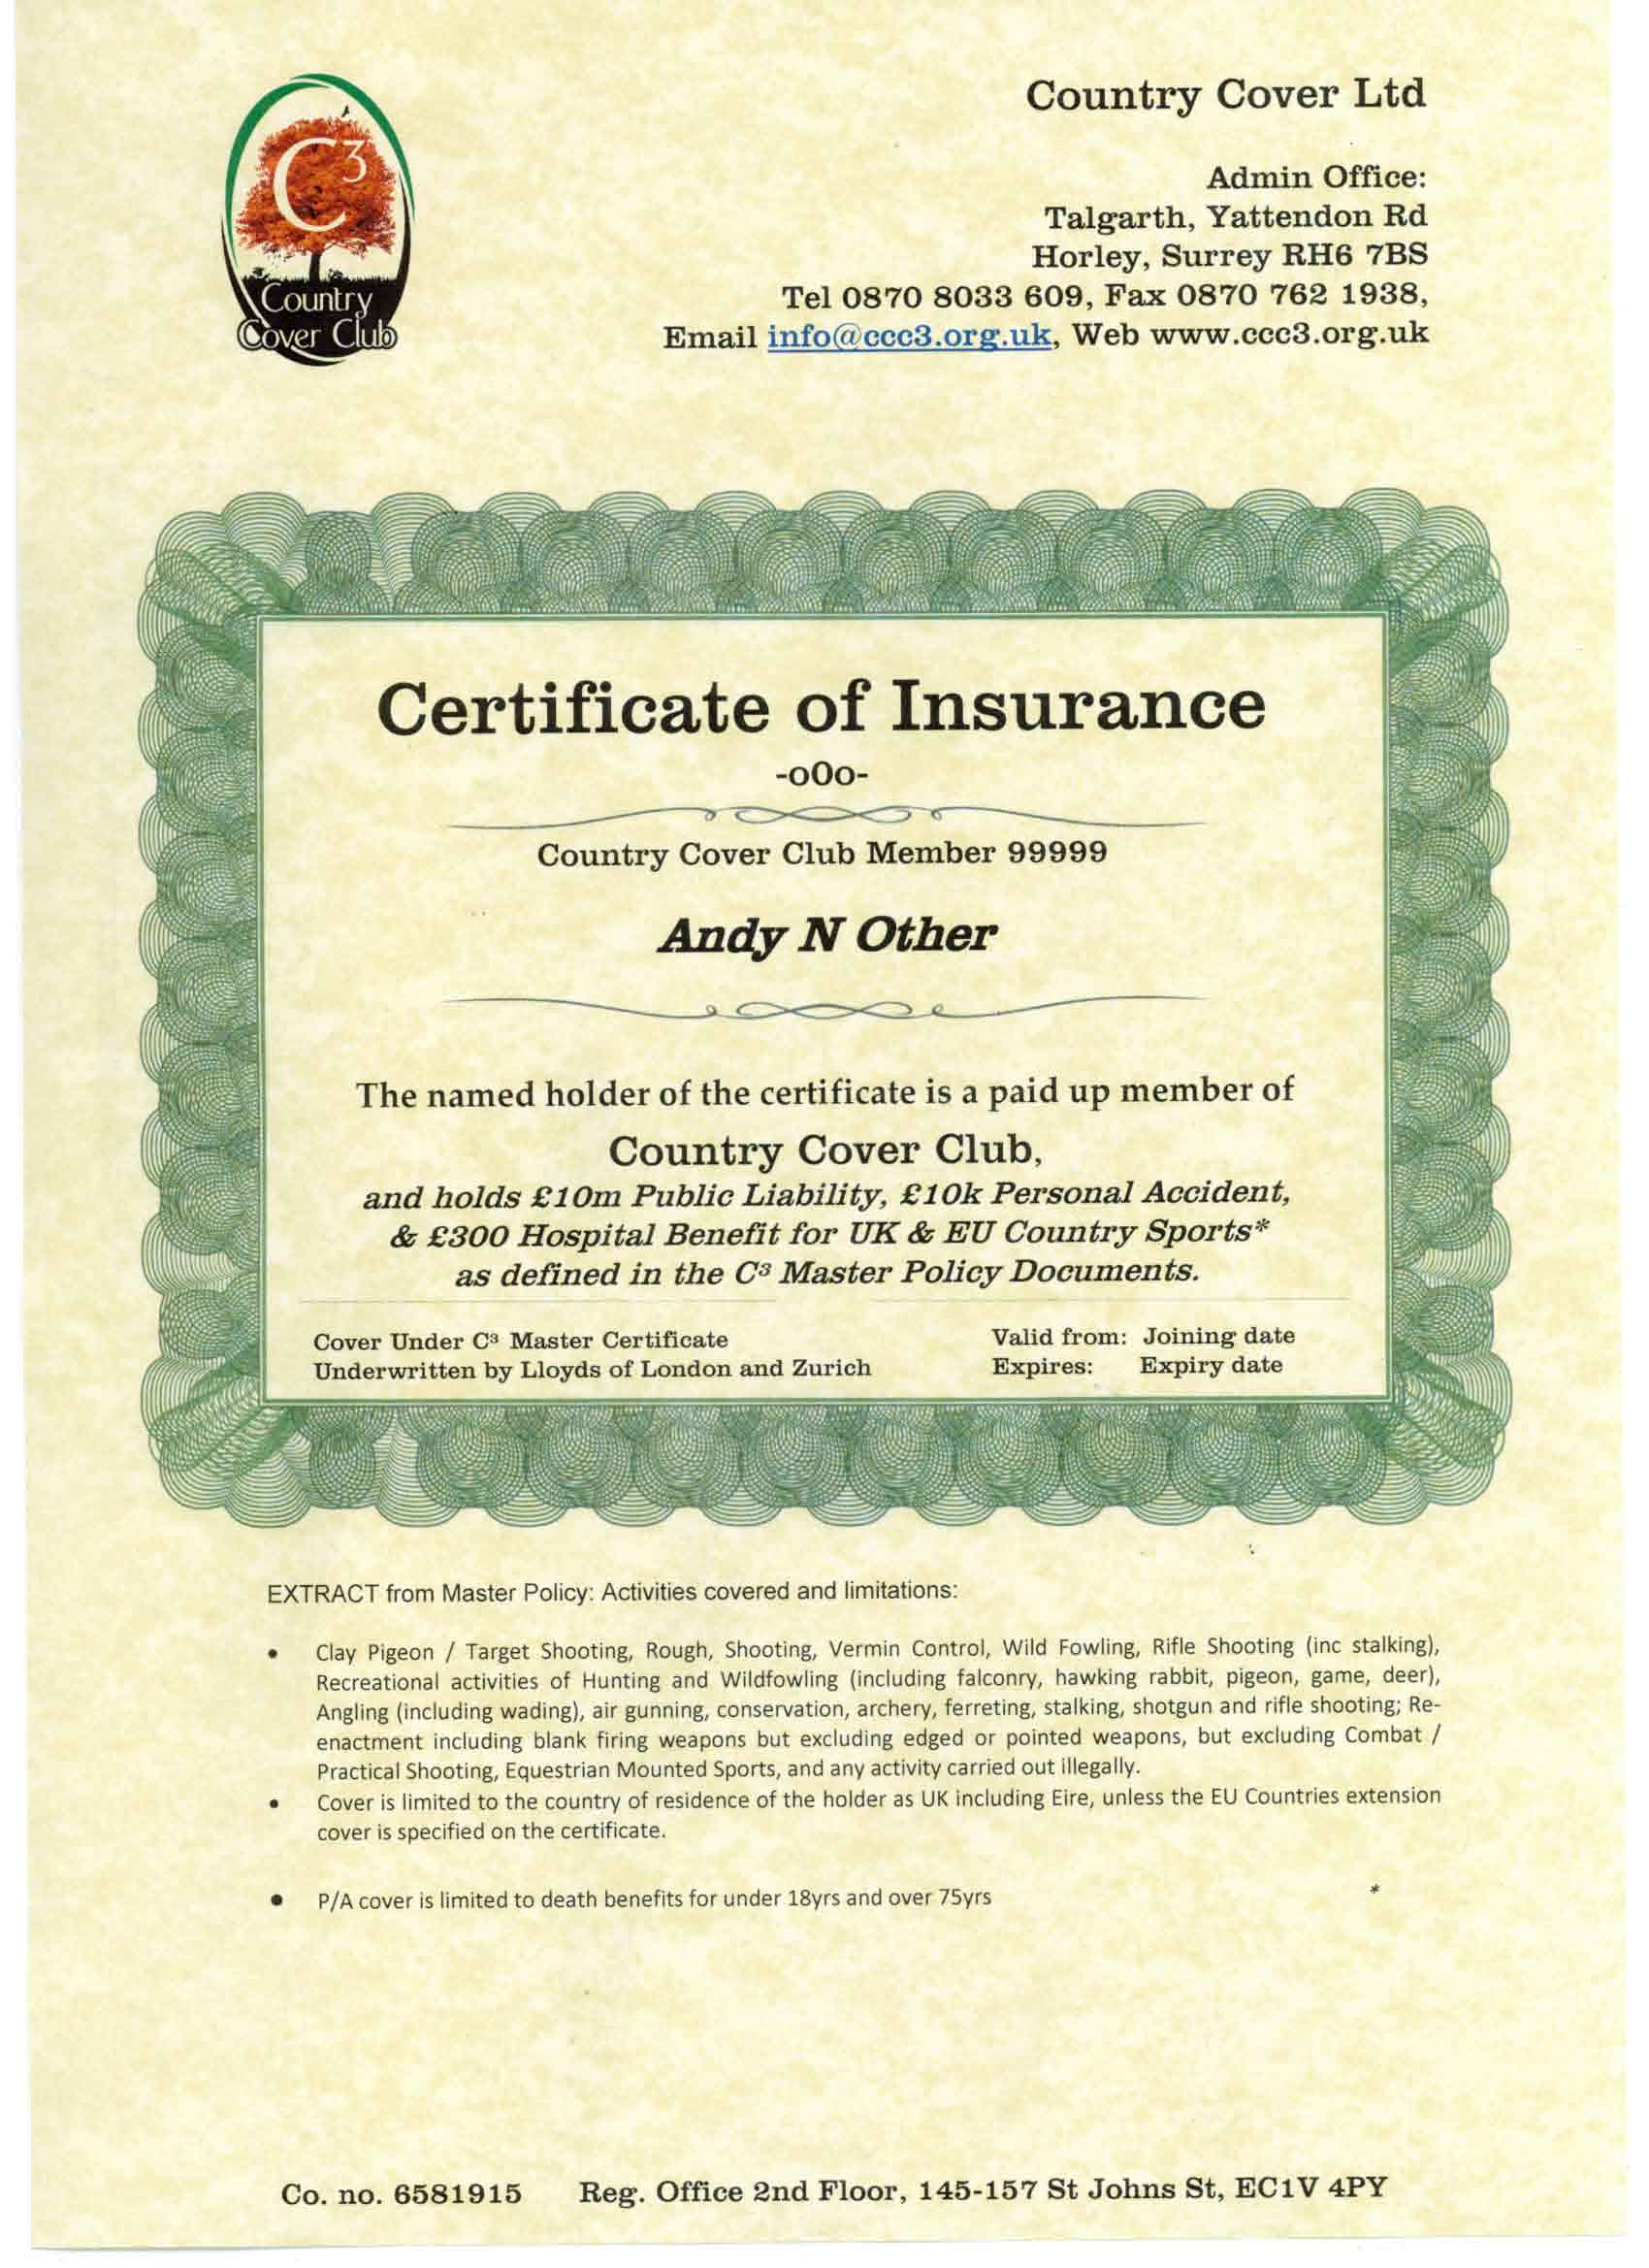 C3
Country
Cover Club
Country Cover Ltd
Admin Office:
Talgarth, Yattendon Rd
Horley, Surrey RH6 7BS
Tel 0870 8033 609, Fax 0870 762 1938,
Email info@ccc3.org.uk, Web www.ccc3.org.uk
Certificate of Insurance
-oOo-
Country Cover Club Member 99999
Andy N Other
The named holder of the certificate is a paid up member of
Country Cover Club,
and holds £10m Public Liability, £10k Personal Accident,
& £300 Hospital Benefit for UK & EU Country Sports*
as defined in the C³ Master Policy Documents.
Cover Under C³ Master Certificate
Underwritten by Lloyds of London and Zurich
Valid from: Joining date
Expires: Expiry date
EXTRACT from Master Policy: Activities covered and limitations:
• Clay Pigeon / Target Shooting, Rough, Shooting, Vermin Control, Wild Fowling, Rifle Shooting (inc stalking),
Recreational activities of Hunting and Wildfowling (including falconry, hawking rabbit, pigeon, game, deer),
Angling (including wading), air gunning, conservation, archery, ferreting, stalking, shotgun and rifle shooting; Re-
enactment including blank firing weapons but excluding edged or pointed weapons, but excluding Combat /
Practical Shooting, Equestrian Mounted Sports, and any activity carried out illegally.
• Cover is limited to the country of residence of the holder as UK including Eire, unless the EU Countries extension
cover is specified on the certificate.
• P/A cover is limited to death benefits for under 18yrs and over 75yrs *
Co. no. 6581915 Reg. Office 2nd Floor, 145-157 St Johns St, EC1V 4PY